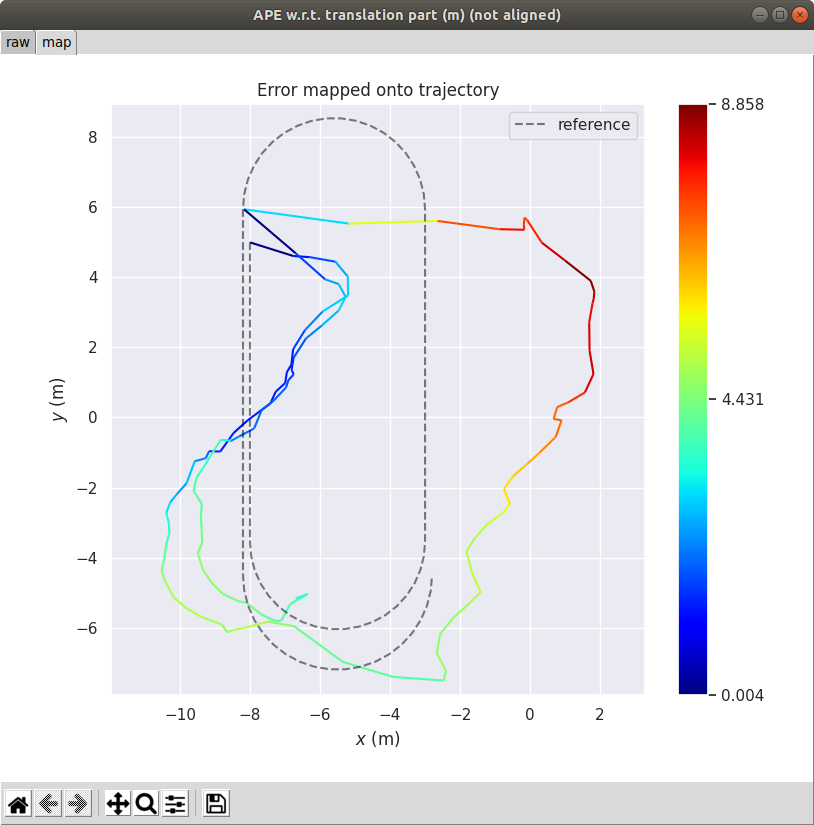 APE w.r.t. translation part (m) (not aligned)
raw map
Error mapped onto trajectory
reference
8
6
4
2
0
−2
−4
−6
y (m)
−10 −8 −6 −4 −2 0 2
x (m)
8.858
4.431
0.004